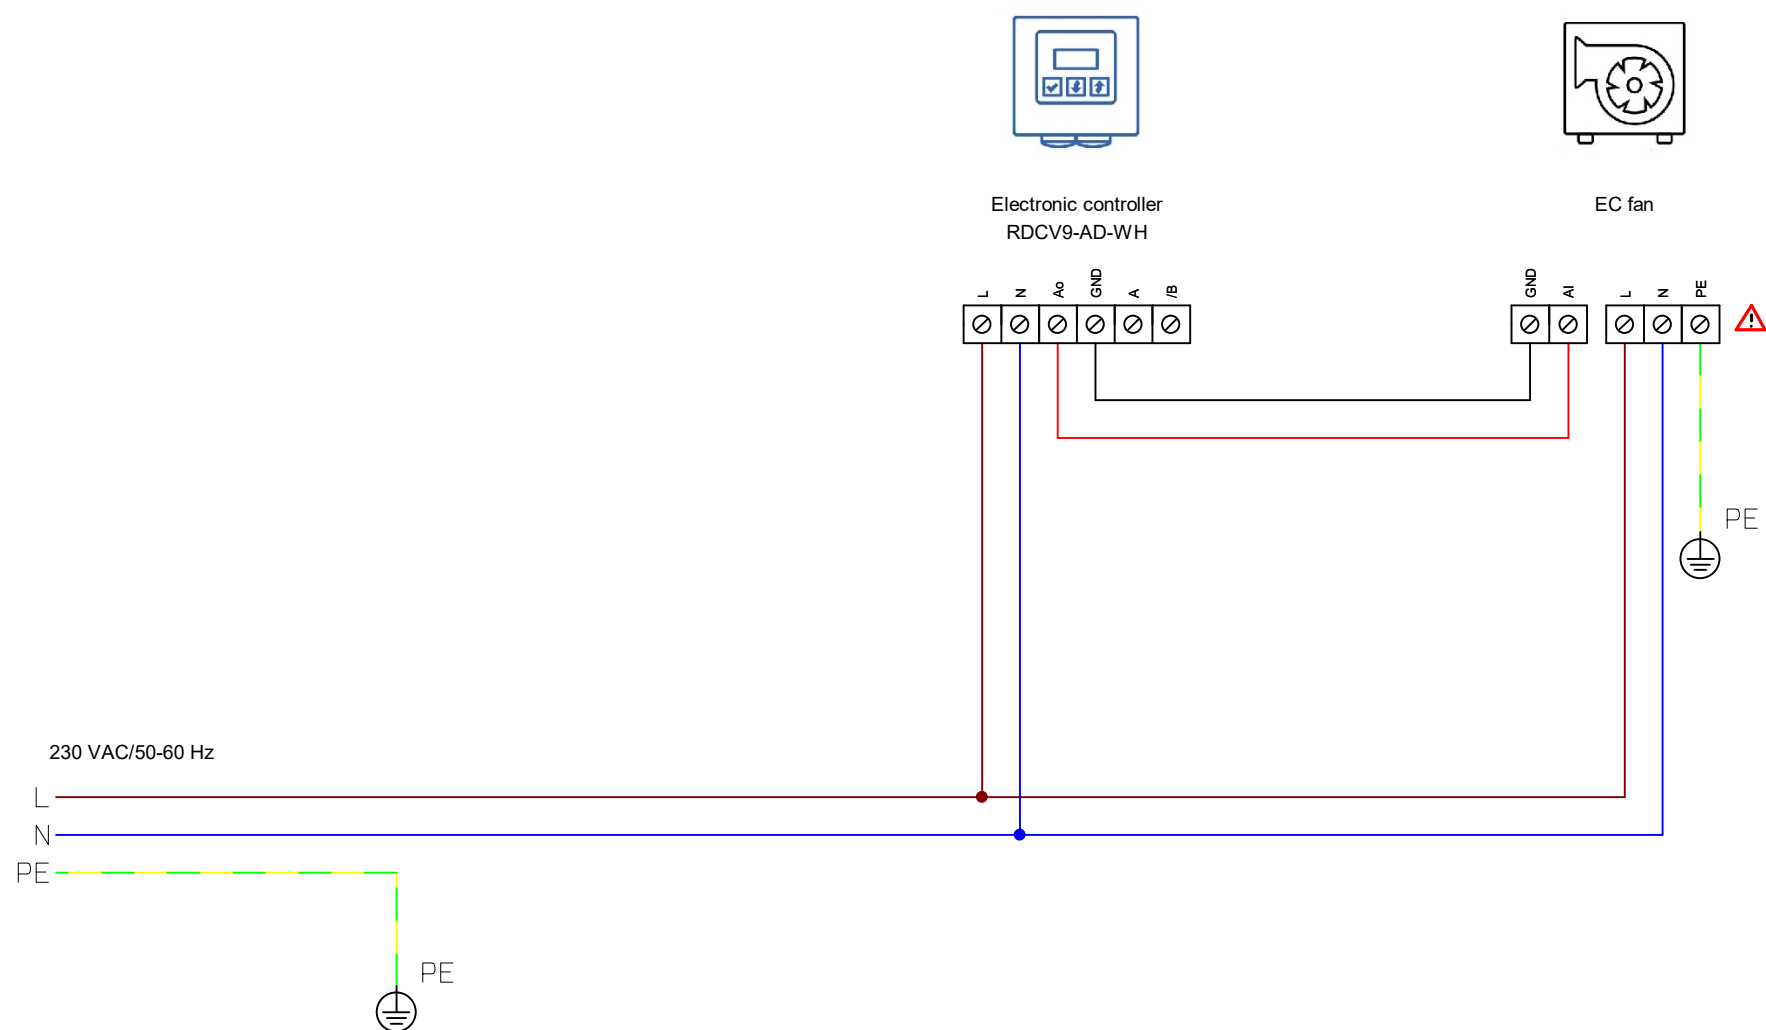 Electronic controller
RDCV9-AD-WH
EC fan
L N Ao GND A /B
GND AI L N PE
PE
230 VAC/50-60 Hz
L
N
PE
PE